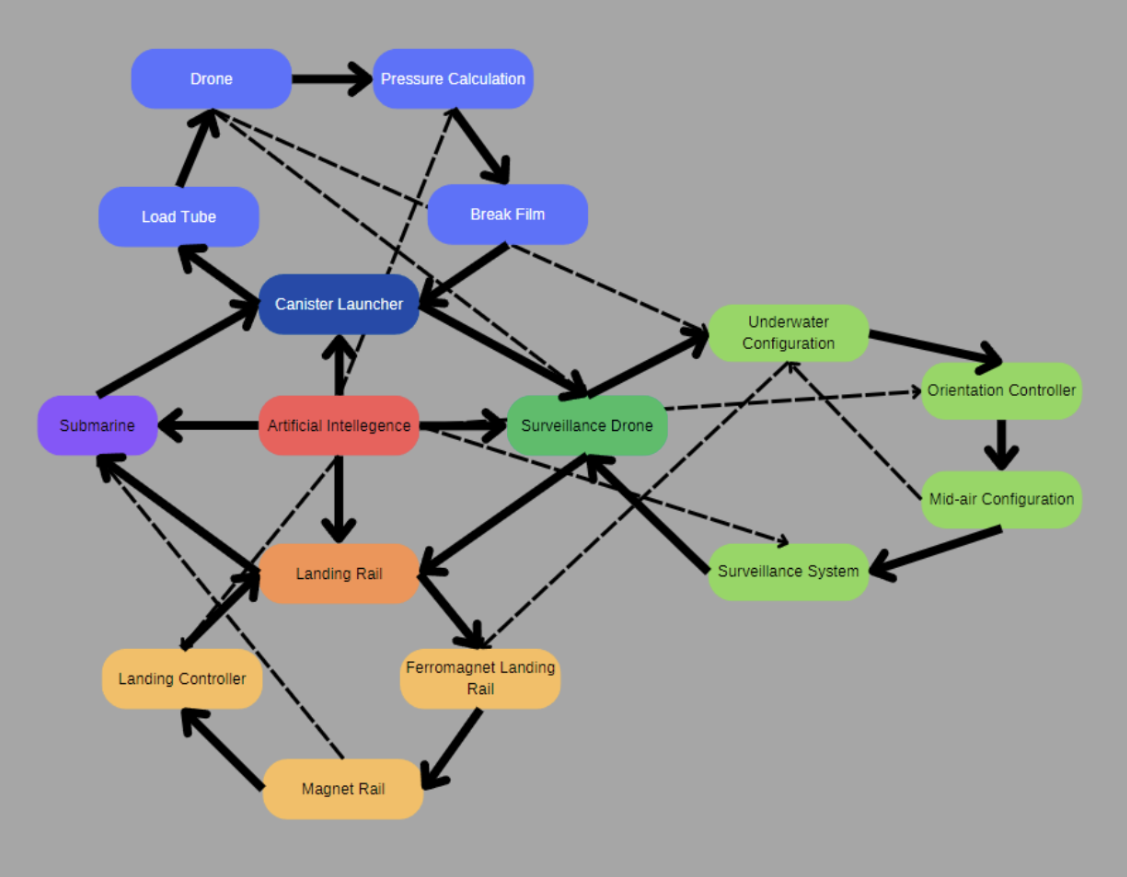 Drone
Pressure Calculation
Load Tube
Break Film
Canister Launcher
Underwater
Configuration
Orientation Controller
Submarine
Artificial Intellegence
Surveillance Drone
Mid-air Configuration
Landing Rail
Surveillance System
Landing Controller
Ferromagnet Landing
Rail
Magnet Rail